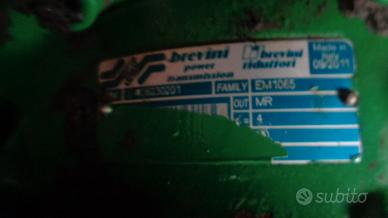 brevini
power
transmission
brevini
riduttori
Made in
Italy
FAMILY EM1065
OUT MR
= 4
subito